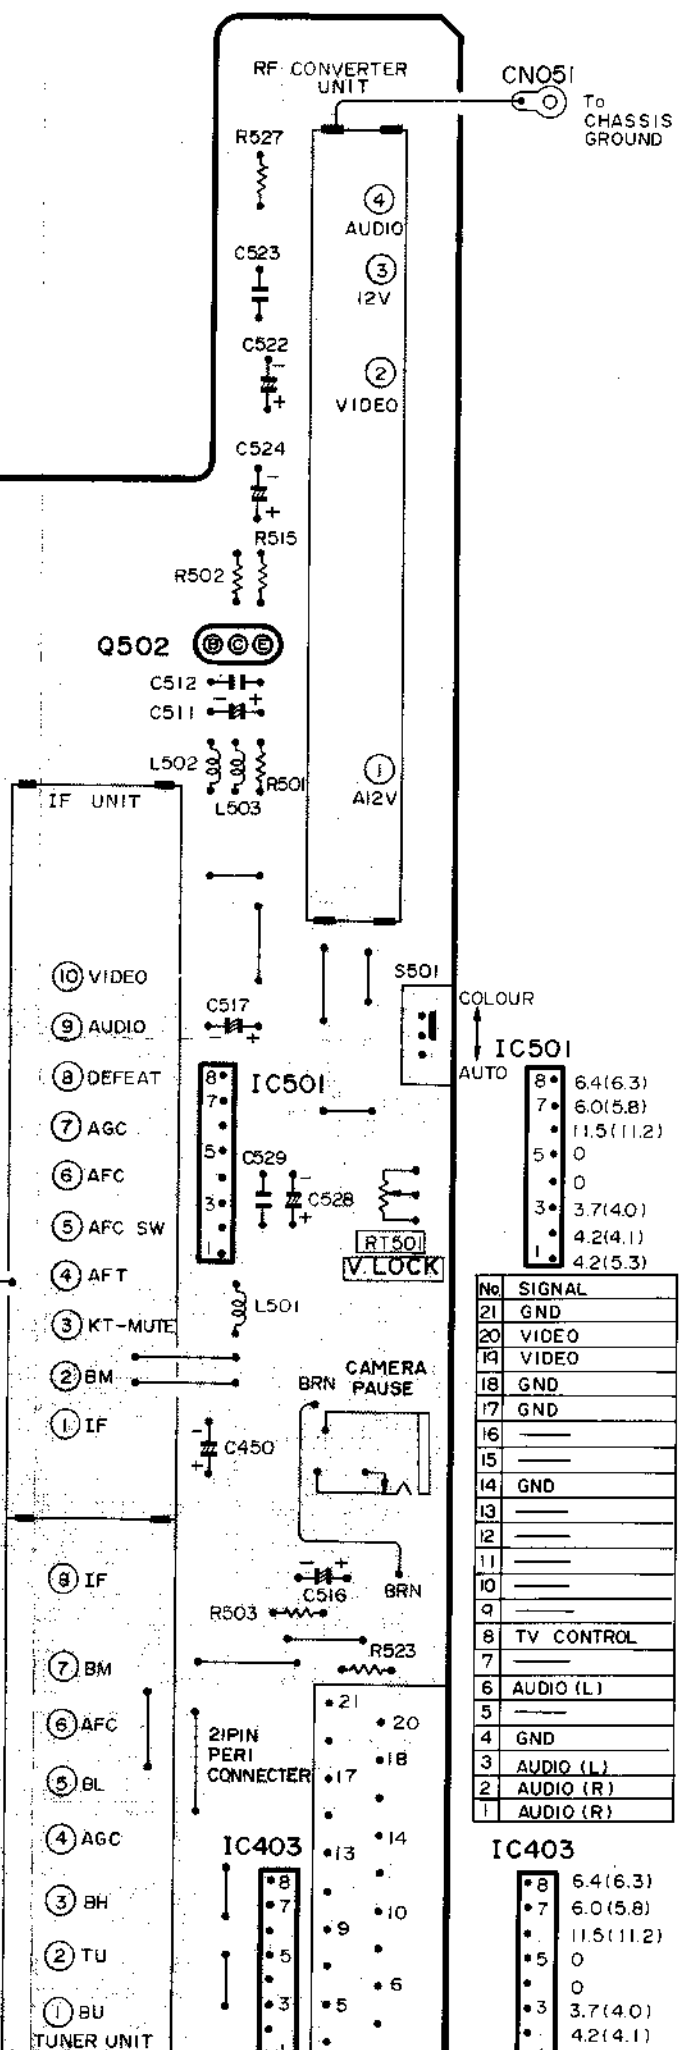 RF CONVERTER
UNIT
CN051
To
CHASSIS
GROUND
R527
4
AUDIO
C523
3
12V
C522
-
+
2
VIDEO
C524
-
+
R515
R502
Q502
B C E
C512
- +
C511
L502
R501
L503
1
A12V
IF UNIT
10 VIDEO
9 AUDIO
8 DEFEAT
7 AGC
6 AFC
5 AFC SW
4 AFT
3 KT-MUTE
2 BM
1 IF
C517
- +
S501
COLOUR
AUTO
IC501
8
7
5
3
1
C529
-
C528
+
RT501
V.LOCK
L501
IC501
8 6.4(6.3)
7 6.0(5.8)
11.5(11.2)
5 0
0
3 3.7(4.0)
4.2(4.1)
1 4.2(5.3)
No. SIGNAL
21 GND
20 VIDEO
19 VIDEO
18 GND
17 GND
16 ——
15 ——
14 GND
13 ——
12 ——
11 ——
10 ——
9 ——
8 TV CONTROL
7 ——
6 AUDIO (L)
5 ——
4 GND
3 AUDIO (L)
2 AUDIO (R)
1 AUDIO (R)
CAMERA
PAUSE
BRN
-
C450
+
- +
C516
BRN
R503
R523
8 IF
7 BM
6 AFC
5 BL
4 AGC
3 BH
2 TU
1 BU
TUNER UNIT
21PIN
PERI
CONNECTER
21
20
18
17
14
13
10
9
6
5
IC403
8
7
5
3
IC403
8 6.4(6.3)
7 6.0(5.8)
11.5(11.2)
5 0
0
3 3.7(4.0)
4.2(4.1)